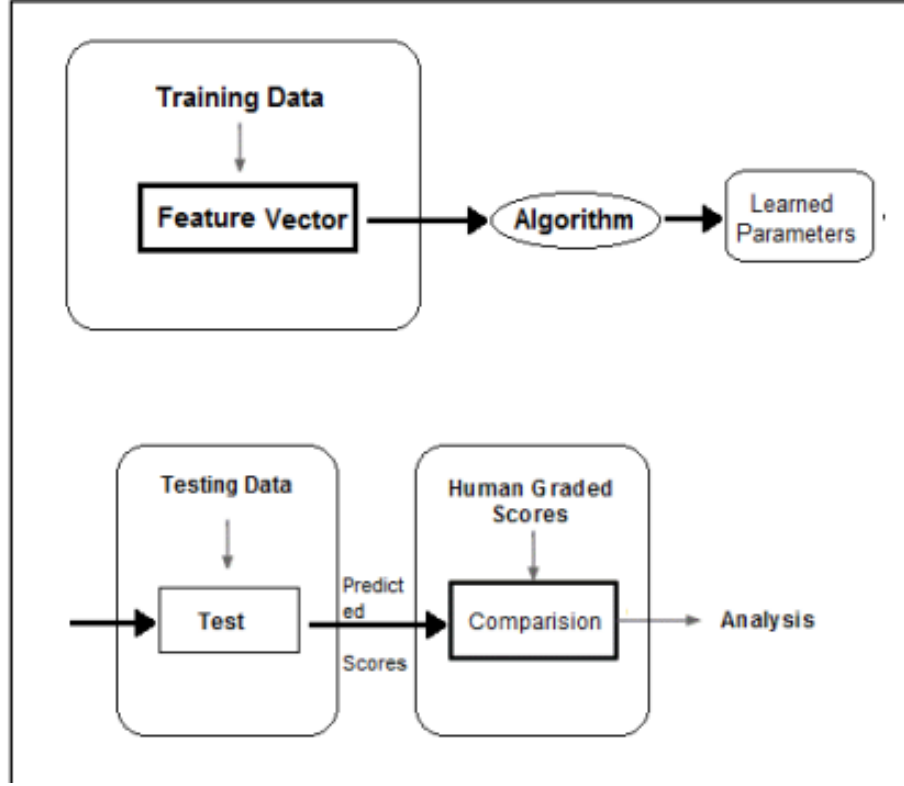 Training Data
Feature Vector
Algorithm
Learned
Parameters
Testing Data
Test
Predict
ed
Scores
Human Graded
Scores
Comparision
Analysis